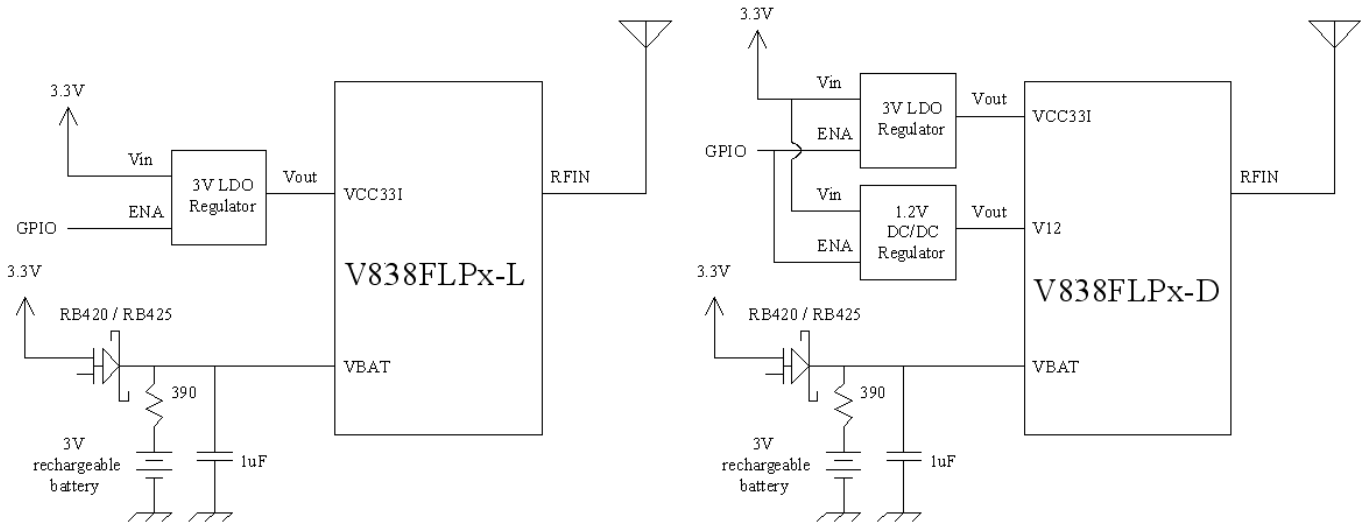 3.3V
Vin
3V LDO
Regulator
Vout
ENA
GPIO
VCC33I
RFIN
3.3V
V838FLPx-L
RB420 / RB425
VBAT
390
3V
rechargeable
battery
1uF
3.3V
Vin
3V LDO
Regulator
Vout
VCC33I
ENA
GPIO
RFIN
Vin
1.2V
DC/DC
Regulator
Vout
V12
ENA
3.3V
V838FLPx-D
RB420 / RB425
VBAT
390
3V
rechargeable
battery
1uF